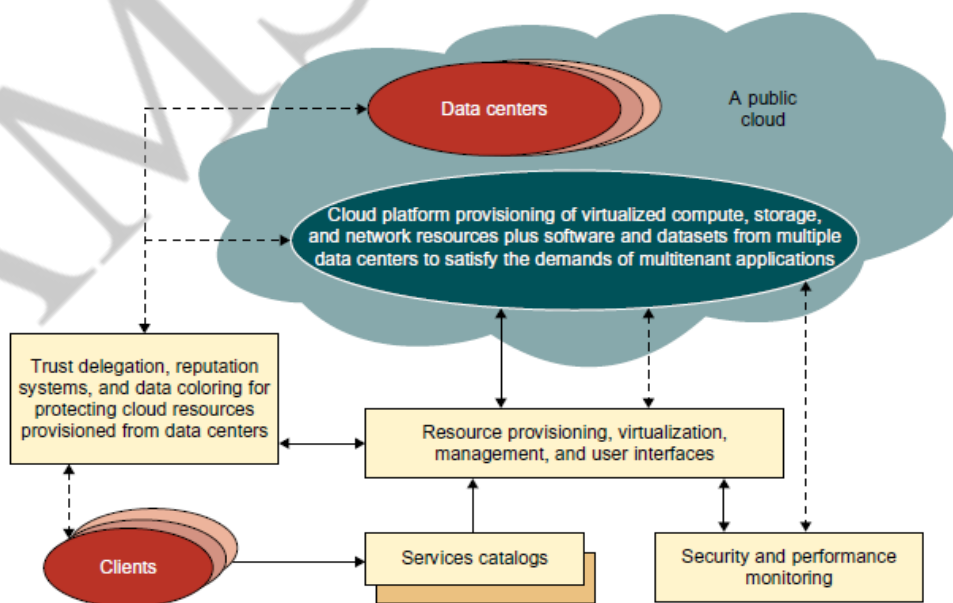 Data centers
A public
cloud
Cloud platform provisioning of virtualized compute, storage,
and network resources plus software and datasets from multiple
data centers to satisfy the demands of multitenant applications
Trust delegation, reputation
systems, and data coloring for
protecting cloud resources
provisioned from data centers
Resource provisioning, virtualization,
management, and user interfaces
Clients
Services catalogs
Security and performance
monitoring